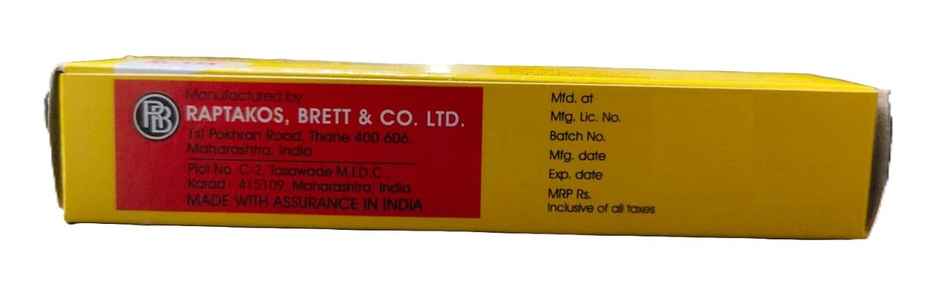 RB
Manufactured by
RAPTAKOS, BRETT & CO. LTD.
1st Pokhran Road, Thane 400 606.
Maharashtra, India
Plot No. C-2, Tasawade M.I.D.C.
Karad - 415109. Maharashtra. India
MADE WITH ASSURANCE IN INDIA
Mfd. at
Mfg. Lic. No.
Batch No.
Mfg. date
Exp. date
MRP Rs.
Inclusive of all taxes